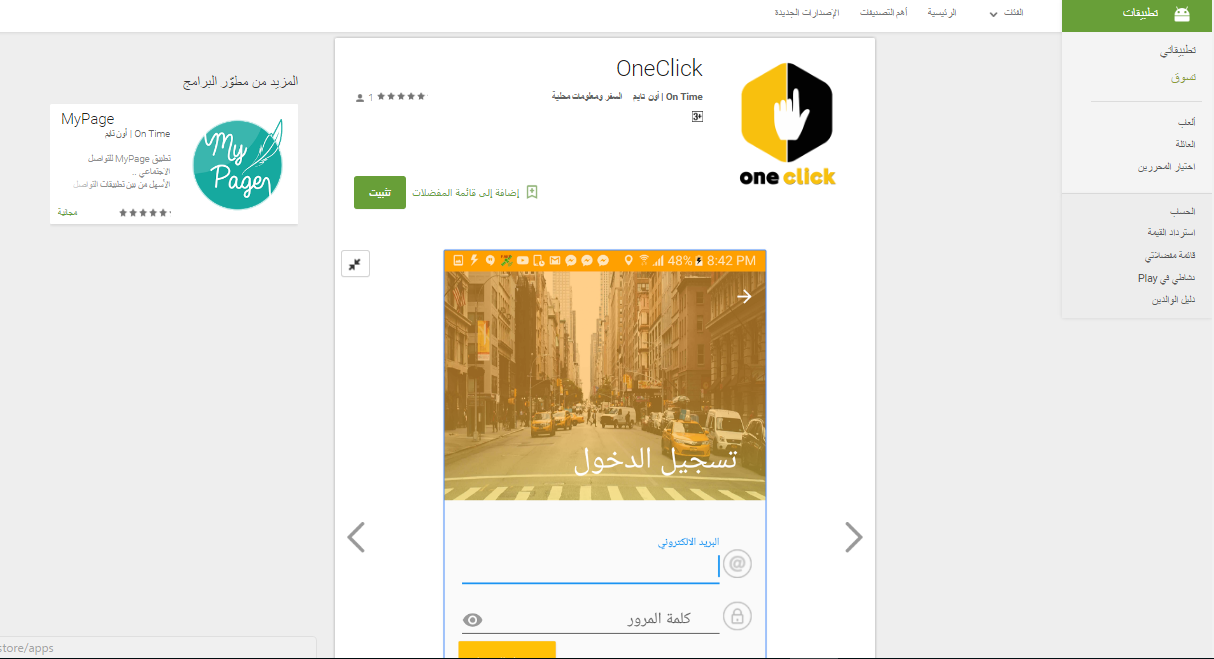 تطبيقات
الفئات
الرئيسية
أهم التصنيفات
الإصدارات الجديدة
تطبيقاتي
تسوق
ألعب
العائلة
اختيار المحررين
الحساب
استرداد القيمة
قائمة مفضلاتي
نشاطي في Play
دليل الوالدين
one click
OneClick
On Time | أون تايم
السفر ومعلومات محلية
1
3+
إضافة إلى قائمة المفضلات
تثبيت
48% 8:42 PM
تسجيل الدخول
البريد الالكتروني
@
كلمة المرور
المزيد من مطوّر البرامج
My
Page
MyPage
On Time | أون تايم
تطبيق MyPage للتواصل
الإجتماعي ..
الأسهل من بين تطبيقات التواصل
مجانية
store/apps